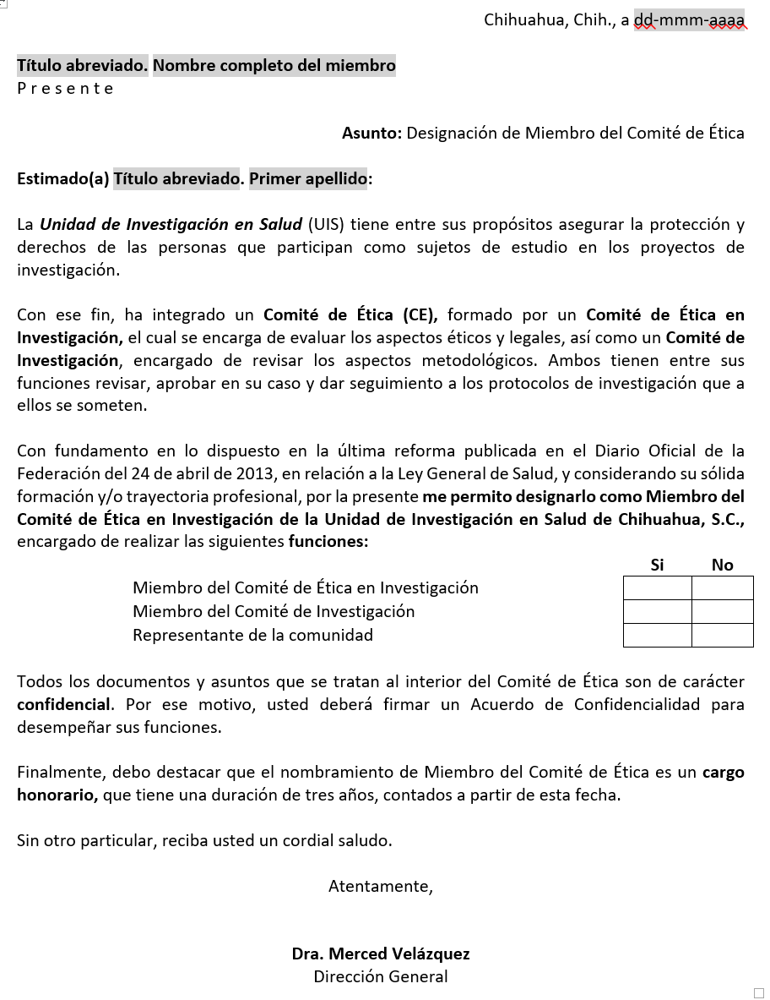 Chihuahua, Chih., a dd-mmm-aaaa
Título abreviado. Nombre completo del miembro
P r e s e n t e
Asunto: Designación de Miembro del Comité de Ética
Estimado(a) Título abreviado. Primer apellido:
La Unidad de Investigación en Salud (UIS) tiene entre sus propósitos asegurar la protección y
derechos de las personas que participan como sujetos de estudio en los proyectos de
investigación.
Con ese fin, ha integrado un Comité de Ética (CE), formado por un Comité de Ética en
Investigación, el cual se encarga de evaluar los aspectos éticos y legales, así como un Comité de
Investigación, encargado de revisar los aspectos metodológicos. Ambos tienen entre sus
funciones revisar, aprobar en su caso y dar seguimiento a los protocolos de investigación que a
ellos se someten.
Con fundamento en lo dispuesto en la última reforma publicada en el Diario Oficial de la
Federación del 24 de abril de 2013, en relación a la Ley General de Salud, y considerando su sólida
formación y/o trayectoria profesional, por la presente me permito designarlo como Miembro del
Comité de Ética en Investigación de la Unidad de Investigación en Salud de Chihuahua, S.C.,
encargado de realizar las siguientes funciones:
Si No
Miembro del Comité de Ética en Investigación
Miembro del Comité de Investigación
Representante de la comunidad
Todos los documentos y asuntos que se tratan al interior del Comité de Ética son de carácter
confidencial. Por ese motivo, usted deberá firmar un Acuerdo de Confidencialidad para
desempeñar sus funciones.
Finalmente, debo destacar que el nombramiento de Miembro del Comité de Ética es un cargo
honorario, que tiene una duración de tres años, contados a partir de esta fecha.
Sin otro particular, reciba usted un cordial saludo.
Atentamente,
Dra. Merced Velázquez
Dirección General